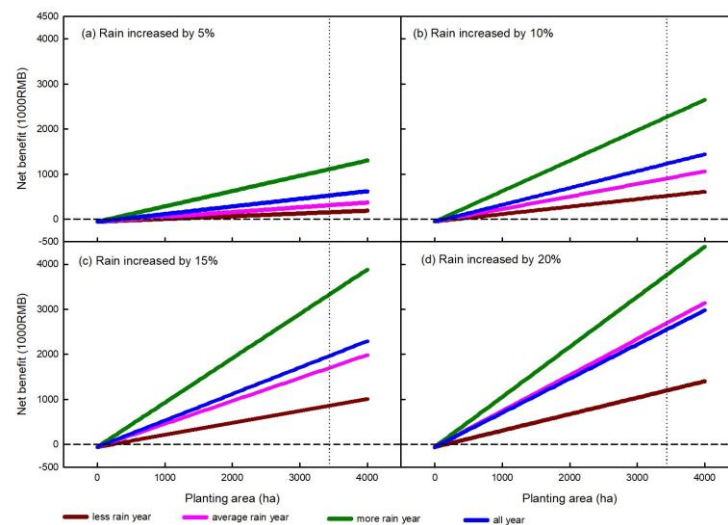 4500
(a) Rain increased by 5%
(b) Rain increased by 10%
3000
2000
1000
0
-500
Net benefit (1000RMB)
(c) Rain increased by 15%
(d) Rain increased by 20%
4000
3000
2000
1000
0
-500
Net benefit (1000RMB)
0 1000 2000 3000 4000 0 1000 2000 3000 4000
Planting area (ha) Planting area (ha)
less rain year average rain year more rain year all year